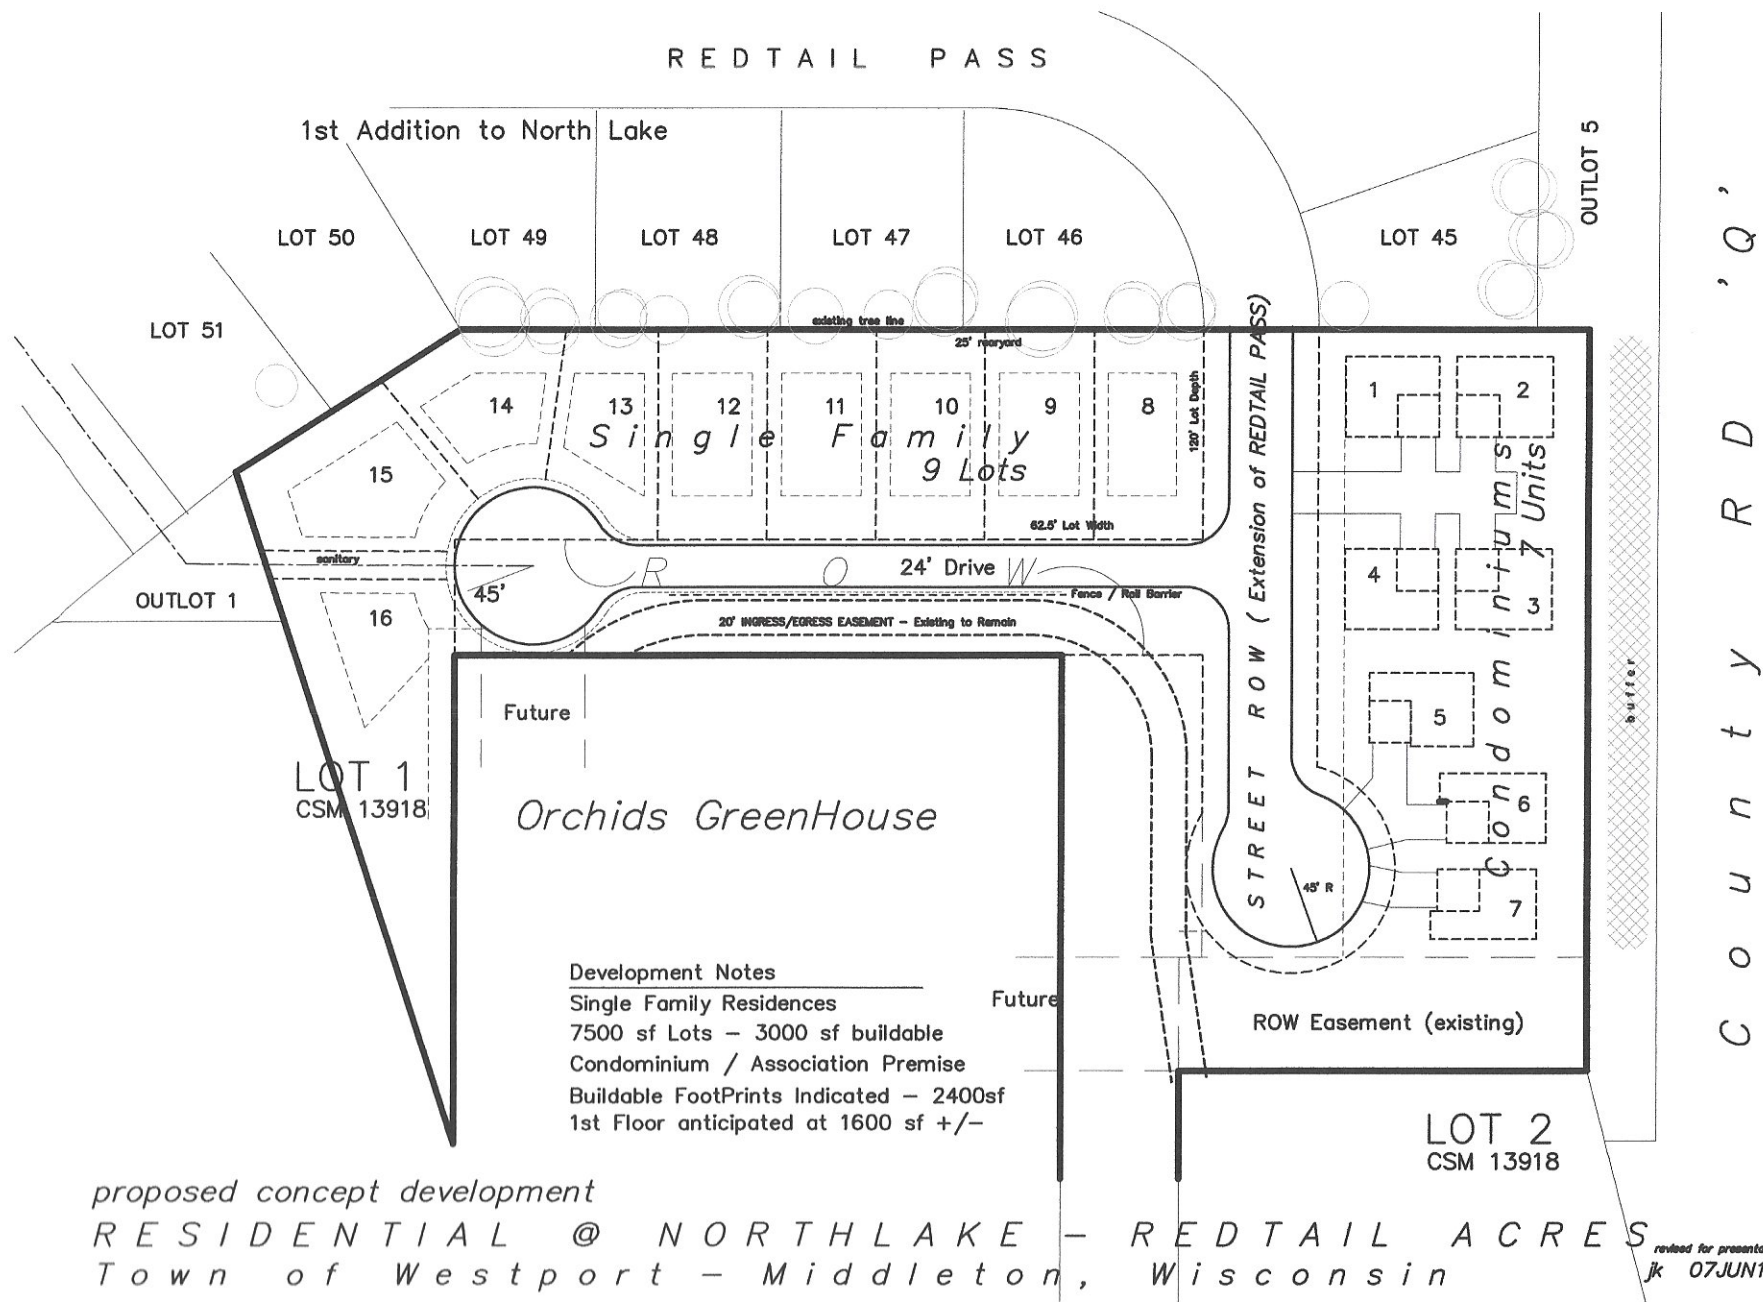 REDTAIL PASS
1st Addition to North Lake
OUTLOT 5
County RD 'Q'
LOT 50
LOT 49
LOT 48
LOT 47
LOT 46
LOT 45
LOT 51
existing tree line
25' rearyard
14
13
12
11
10
9
8
120' Lot Depth
Single Family
9 Lots
15
62.5' Lot Width
STREET ROW ( Extension of REDTAIL PASS)
1
2
4
3
5
6
7
Condominiums
7 Units
buffer
sanitary
ROW
24' Drive
45'
Fence / Rail Barrier
20' INGRESS/EGRESS EASEMENT - Existing to Remain
OUTLOT 1
16
Future
LOT 1
CSM 13918
Orchids GreenHouse
45' R
Development Notes
Single Family Residences
7500 sf Lots - 3000 sf buildable
Condominium / Association Premise
Buildable FootPrints Indicated - 2400sf
1st Floor anticipated at 1600 sf +/-
Future
ROW Easement (existing)
LOT 2
CSM 13918
proposed concept development
RESIDENTIAL @ NORTHLAKE - REDTAIL ACRES
Town of Westport - Middleton, Wisconsin
revised for
jk 07JUN1